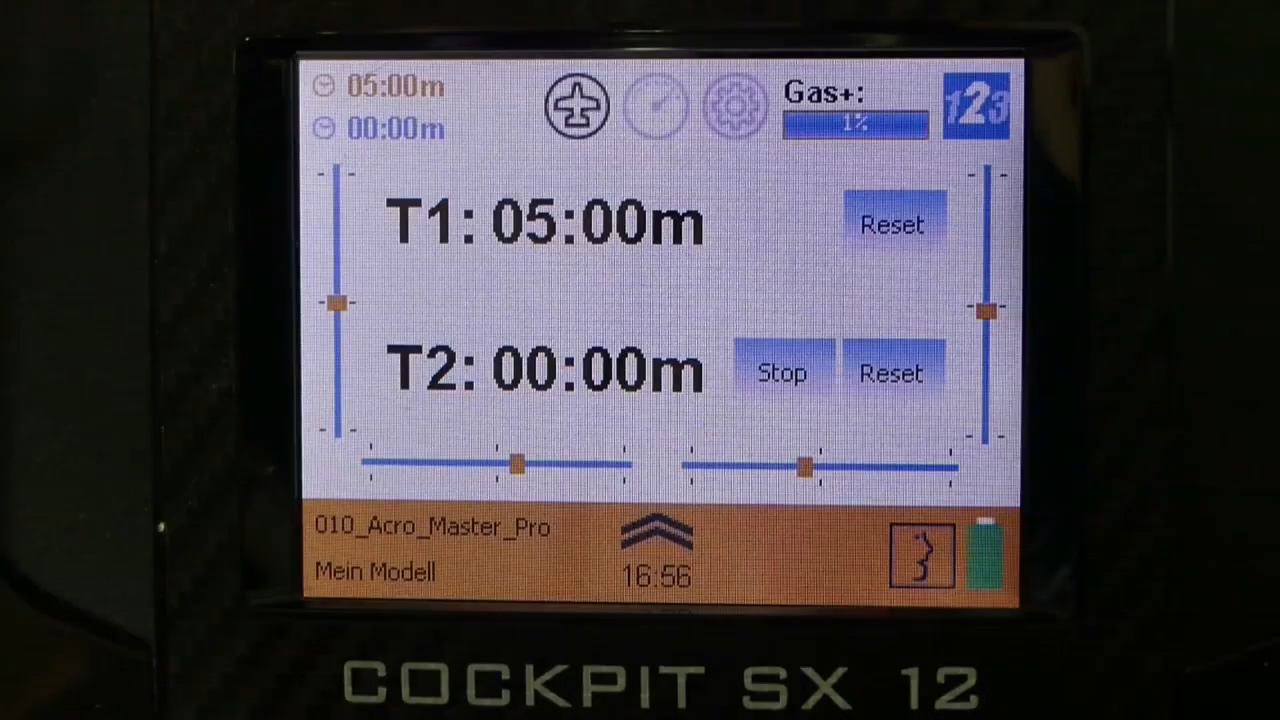 05:00m
00:00m
Gas+:
1%
123
T1: 05:00m
Reset
T2: 00:00m
Stop
Reset
010_Acro_Master_Pro
Mein Modell
16:56
COCKPIT SX 12